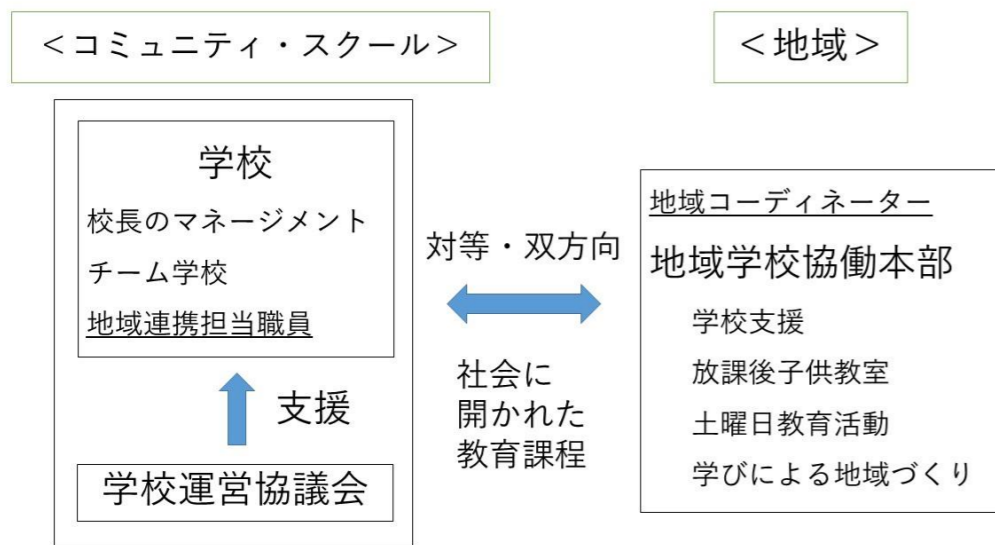 ＜コミュニティ・スクール＞
学校
校長のマネージメント
チーム学校
地域連携担当職員
支援
学校運営協議会
対等・双方向
社会に
開かれた
教育課程
＜地域＞
地域コーディネーター
地域学校協働本部
学校支援
放課後子供教室
土曜日教育活動
学びによる地域づくり